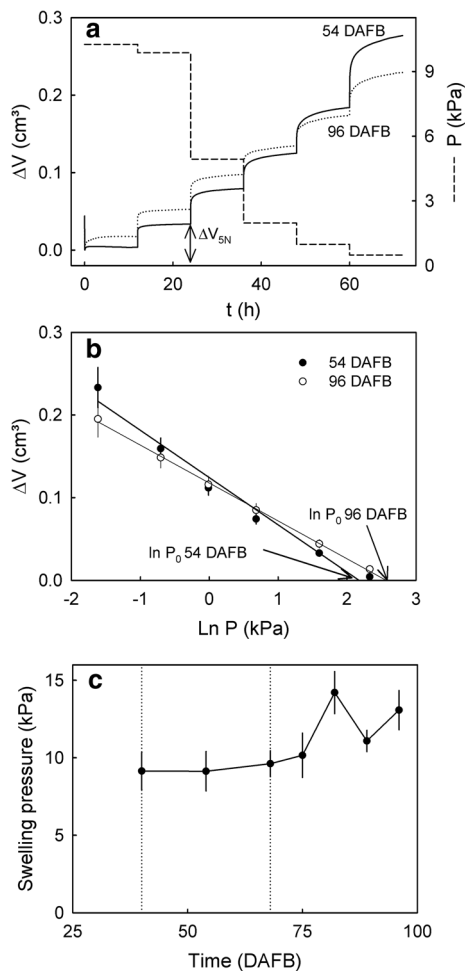 a
54 DAFB
96 DAFB
ΔV (cm³)
0.3
0.2
0.1
0.0
9
6
3
0
P (kPa)
ΔV5N
0 20 40 60
t (h)
b
54 DAFB
96 DAFB
ΔV (cm³)
0.3
0.2
0.1
0.0
ln P0 96 DAFB
ln P0 54 DAFB
-2 -1 0 1 2 3
Ln P (kPa)
c
Swelling pressure (kPa)
15
10
5
0
25 50 75 100
Time (DAFB)